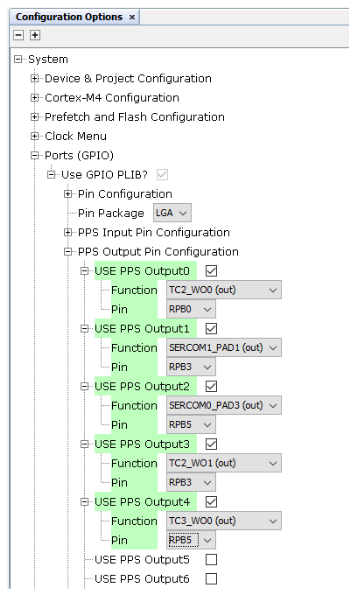 Configuration Options ×
System
Device & Project Configuration
Cortex-M4 Configuration
Prefetch and Flash Configuration
Clock Menu
Ports (GPIO)
Use GPIO PLIB?
Pin Configuration
Pin Package LGA
PPS Input Pin Configuration
PPS Output Pin Configuration
USE PPS Output0
Function TC2_WO0 (out)
Pin RPB0
USE PPS Output1
Function SERCOM1_PAD1 (out)
Pin RPB3
USE PPS Output2
Function SERCOM0_PAD3 (out)
Pin RPB5
USE PPS Output3
Function TC2_WO1 (out)
Pin RPB3
USE PPS Output4
Function TC3_WO0 (out)
Pin RPB5
USE PPS Output5
USE PPS Output6